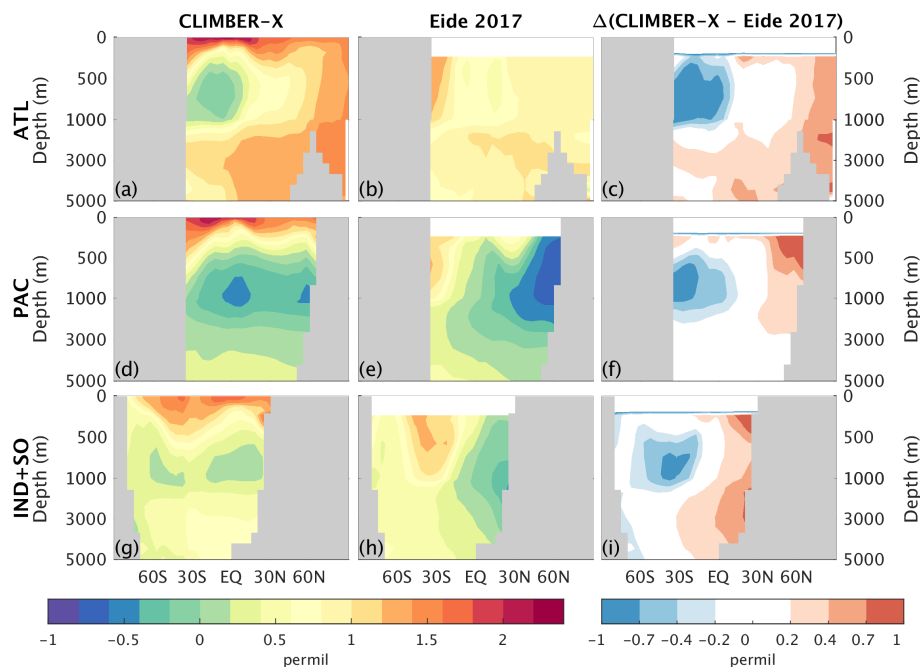 CLIMBER-X Eide 2017 Δ(CLIMBER-X - Eide 2017)
ATL
Depth (m)
0
500
1000
3000
5000
(a) (b) (c)
0
500
1000
3000
5000
Depth (m)
PAC
Depth (m)
0
500
1000
3000
5000
(d) (e) (f)
0
500
1000
3000
5000
Depth (m)
IND+SO
Depth (m)
0
500
1000
3000
5000
(g) (h) (i)
0
500
1000
3000
5000
Depth (m)
60S 30S EQ 30N 60N 60S 30S EQ 30N 60N 60S 30S EQ 30N 60N
-1 -0.5 0 0.5 1 1.5 2 -1 -0.7 -0.4 -0.2 0 0.2 0.4 0.7 1
permil permil